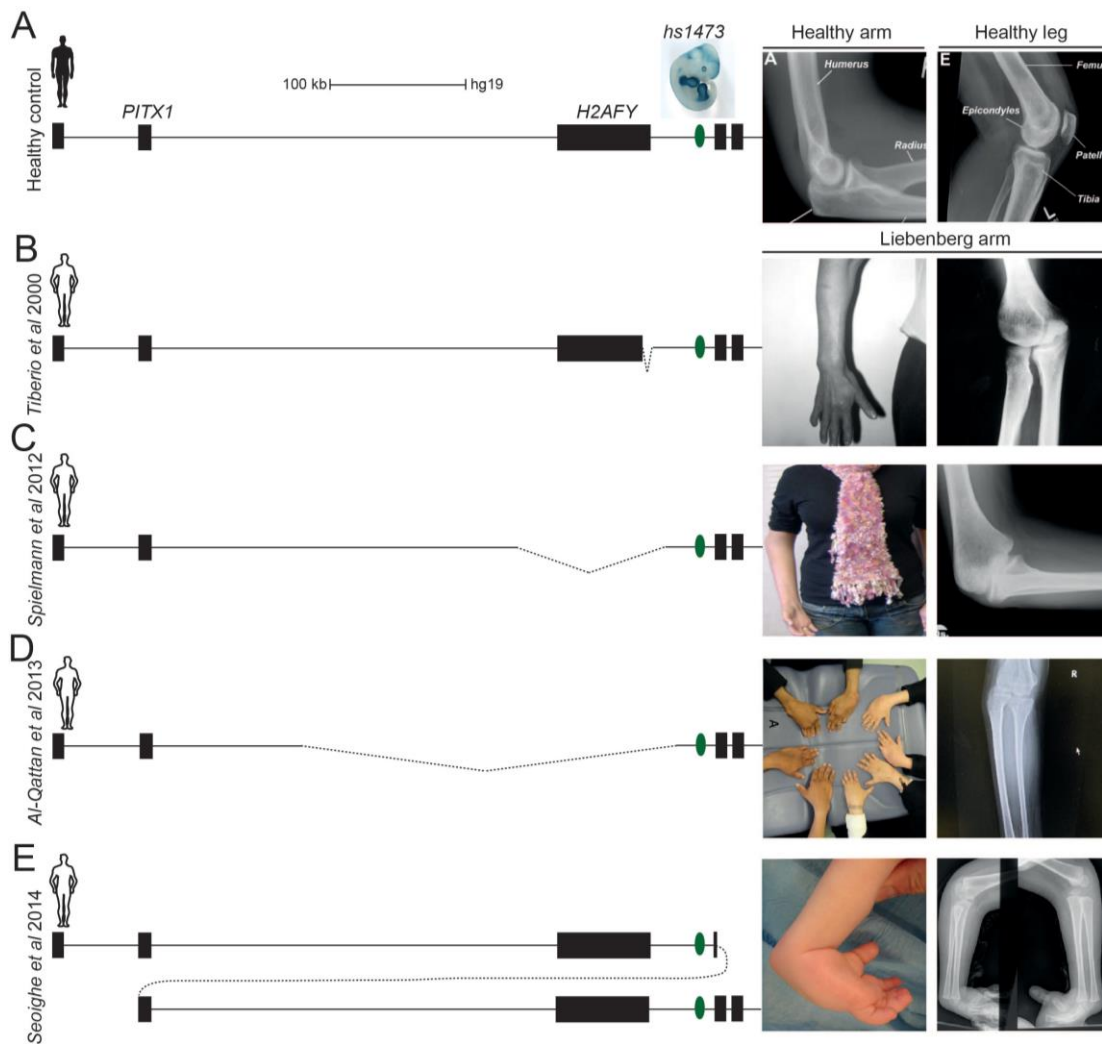 A
Healthy control
PITX1
100 kb
hg19
H2AFY
hs1473
Healthy arm
A
Humerus
Radius
Healthy leg
E
Femu
Epicondyles
Patell
Tibia
L
B
Tiberio et al 2000
Liebenberg arm
C
Spielmann et al 2012
D
Al-Qattan et al 2013
A
R
E
Seoighe et al 2014